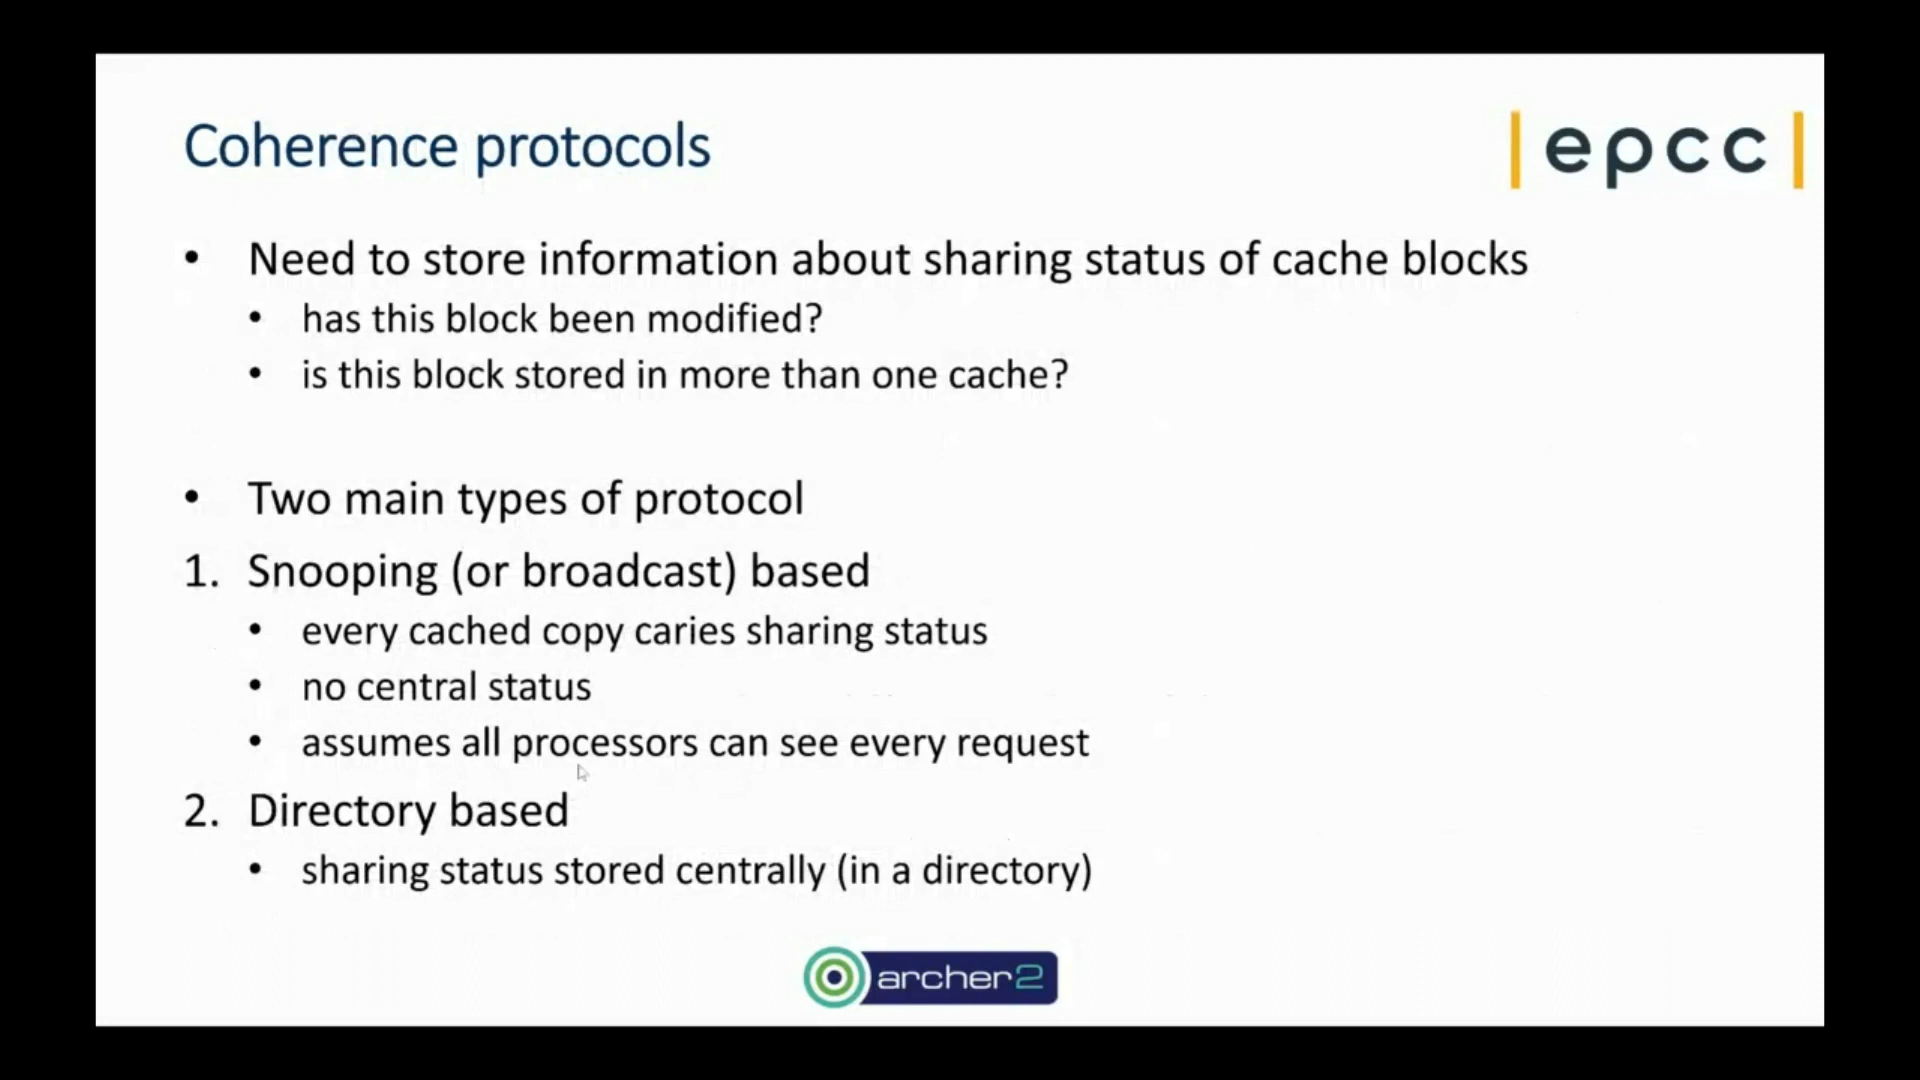 Coherence protocols
| epcc |
• Need to store information about sharing status of cache blocks
• has this block been modified?
• is this block stored in more than one cache?
• Two main types of protocol
1. Snooping (or broadcast) based
• every cached copy caries sharing status
• no central status
• assumes all processors can see every request
2. Directory based
• sharing status stored centrally (in a directory)
archer2